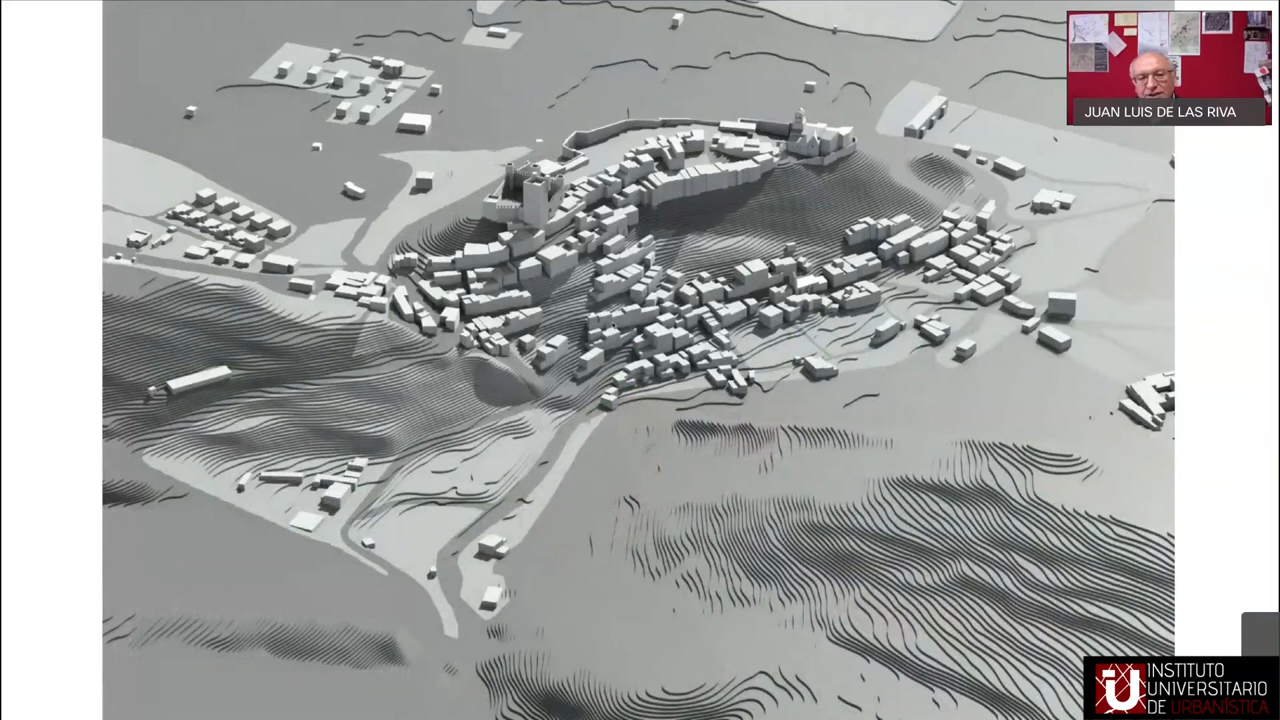 JUAN LUIS DE LAS RIVA
INSTITUTO
UNIVERSITARIO
DE URBANÍSTICA